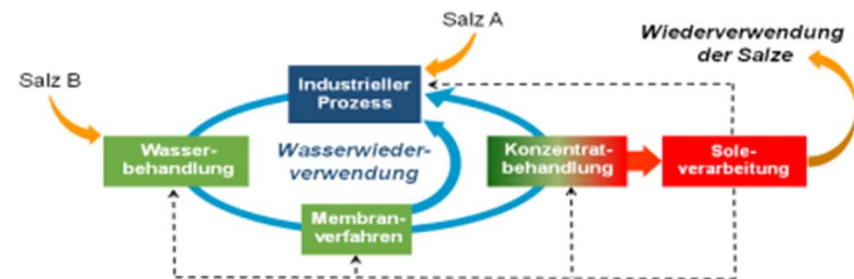 Salz A
Wiederverwendung
der Salze
Salz B
Industrieller
Prozess
Wasser-
behandlung
Wasserwieder-
verwendung
Konzentrat-
behandlung
Sole-
verarbeitung
Membran-
verfahren